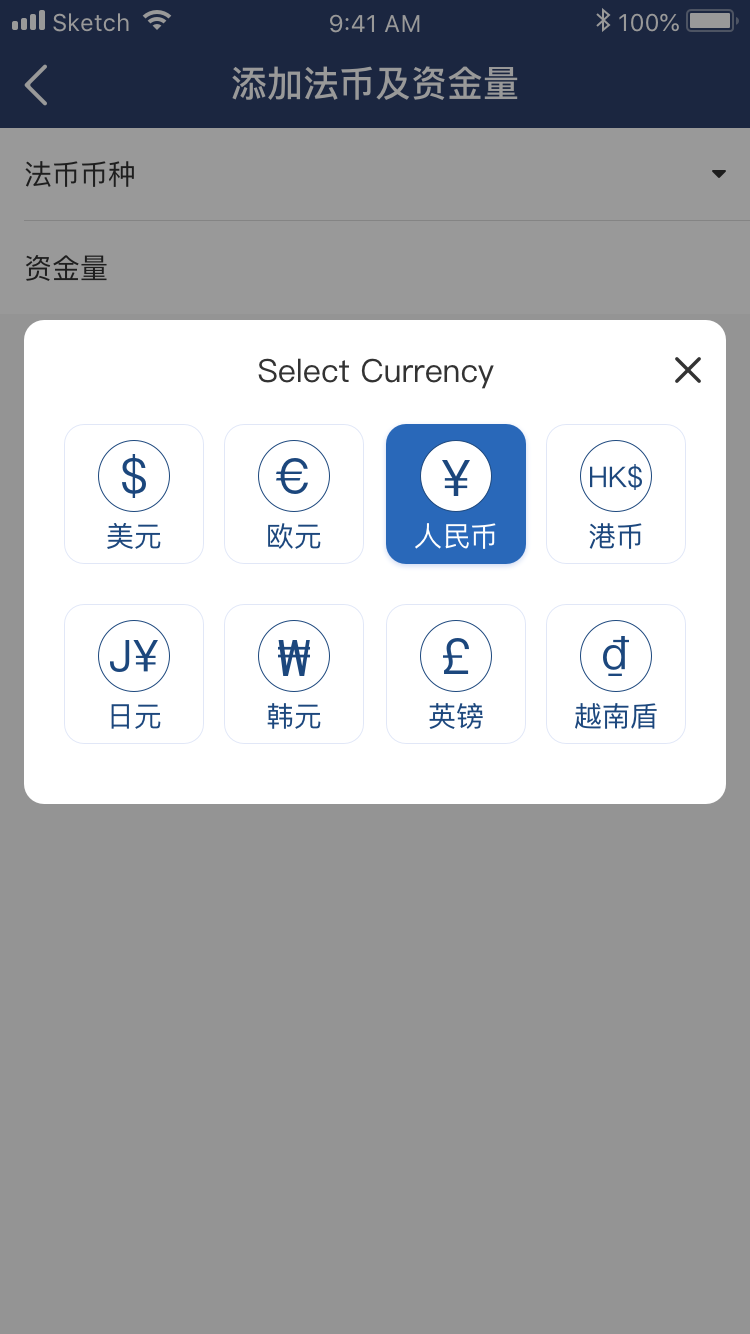 Sketch 9:41 AM 100%
添加法币及资金量
法币币种
资金量
Select Currency
$ € ¥ HK$
美元 欧元 人民币 港币
J¥ ₩ £ ₫
日元 韩元 英镑 越南盾